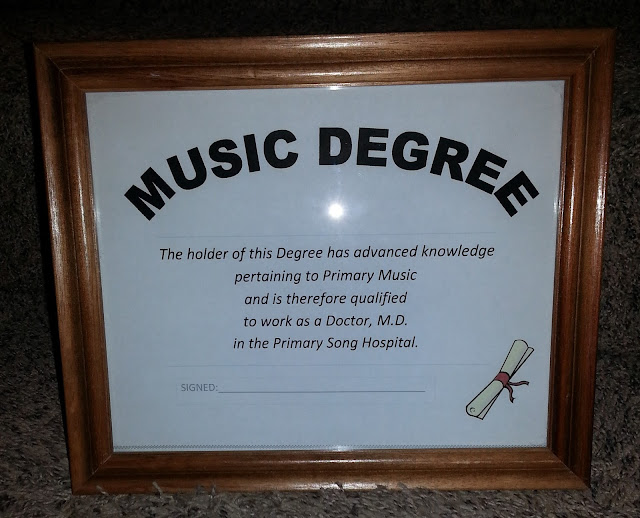 MUSIC DEGREE
The holder of this Degree has advanced knowledge
pertaining to Primary Music
and is therefore qualified
to work as a Doctor, M.D.
in the Primary Song Hospital.
SIGNED:____________________________